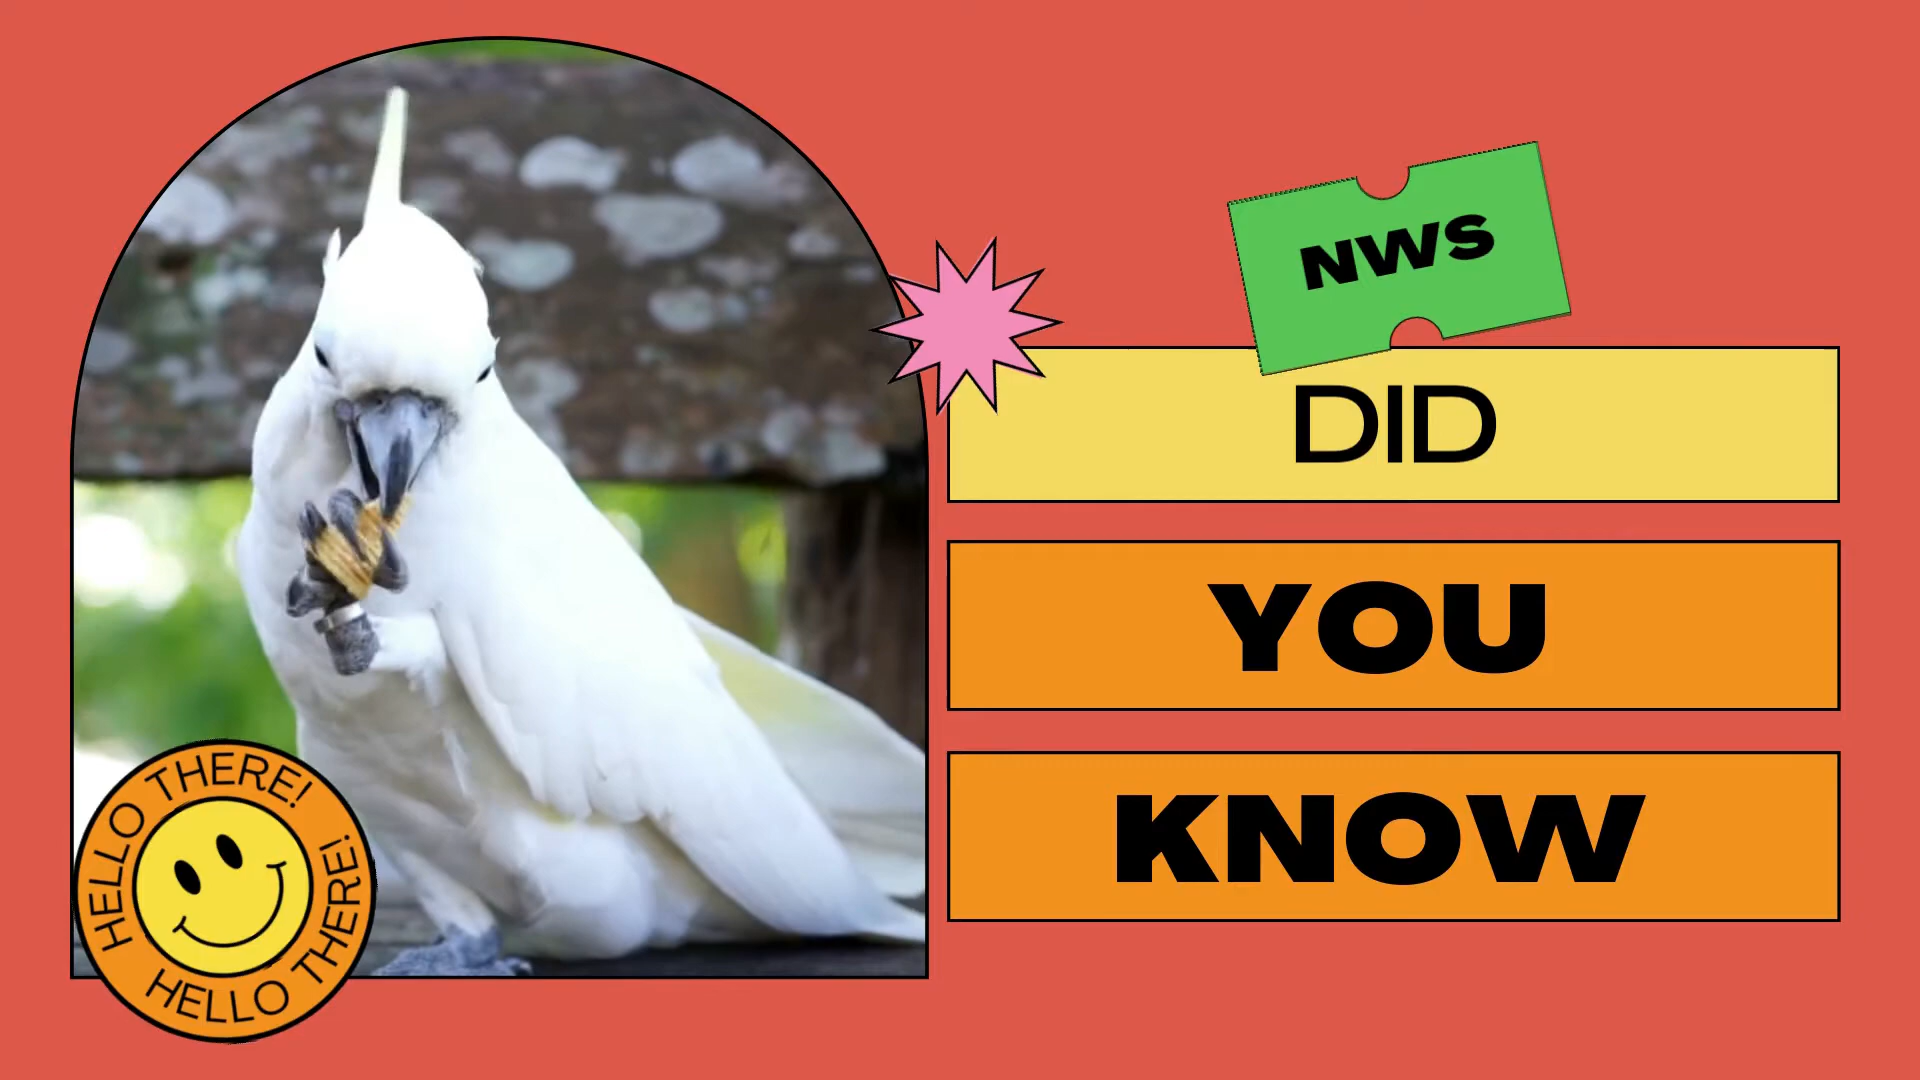 NWS
DID
YOU
KNOW
HELLO THERE!
HELLO THERE!